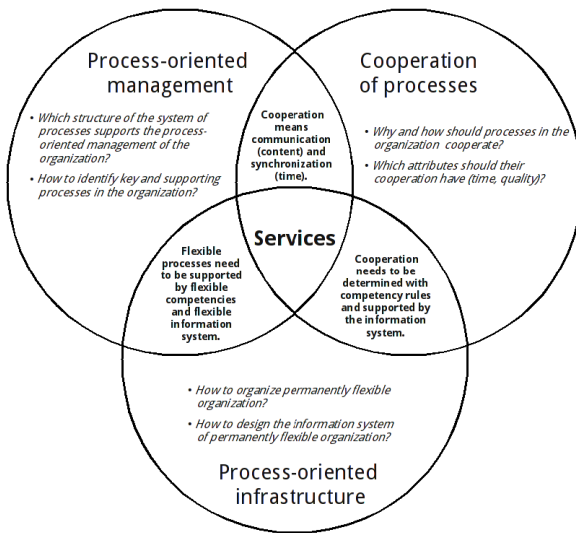 Process-oriented
management
• Which structure of the system of
processes supports the process-
oriented management of the
organization?
• How to identify key and supporting
processes in the organization?
Cooperation
of processes
• Why and how should processes in the
organization cooperate?
• Which attributes should their
cooperation have (time, quality)?
Cooperation
means
communication
(content) and
synchronization
(time).
Services
Flexible
processes need
to be supported
by flexible
competencies
and flexible
information
system.
Cooperation
needs to be
determined with
competency rules
and supported by
the information
system.
• How to organize permanently flexible
organization?
• How to design the information system
of permanently flexible organization?
Process-oriented
infrastructure